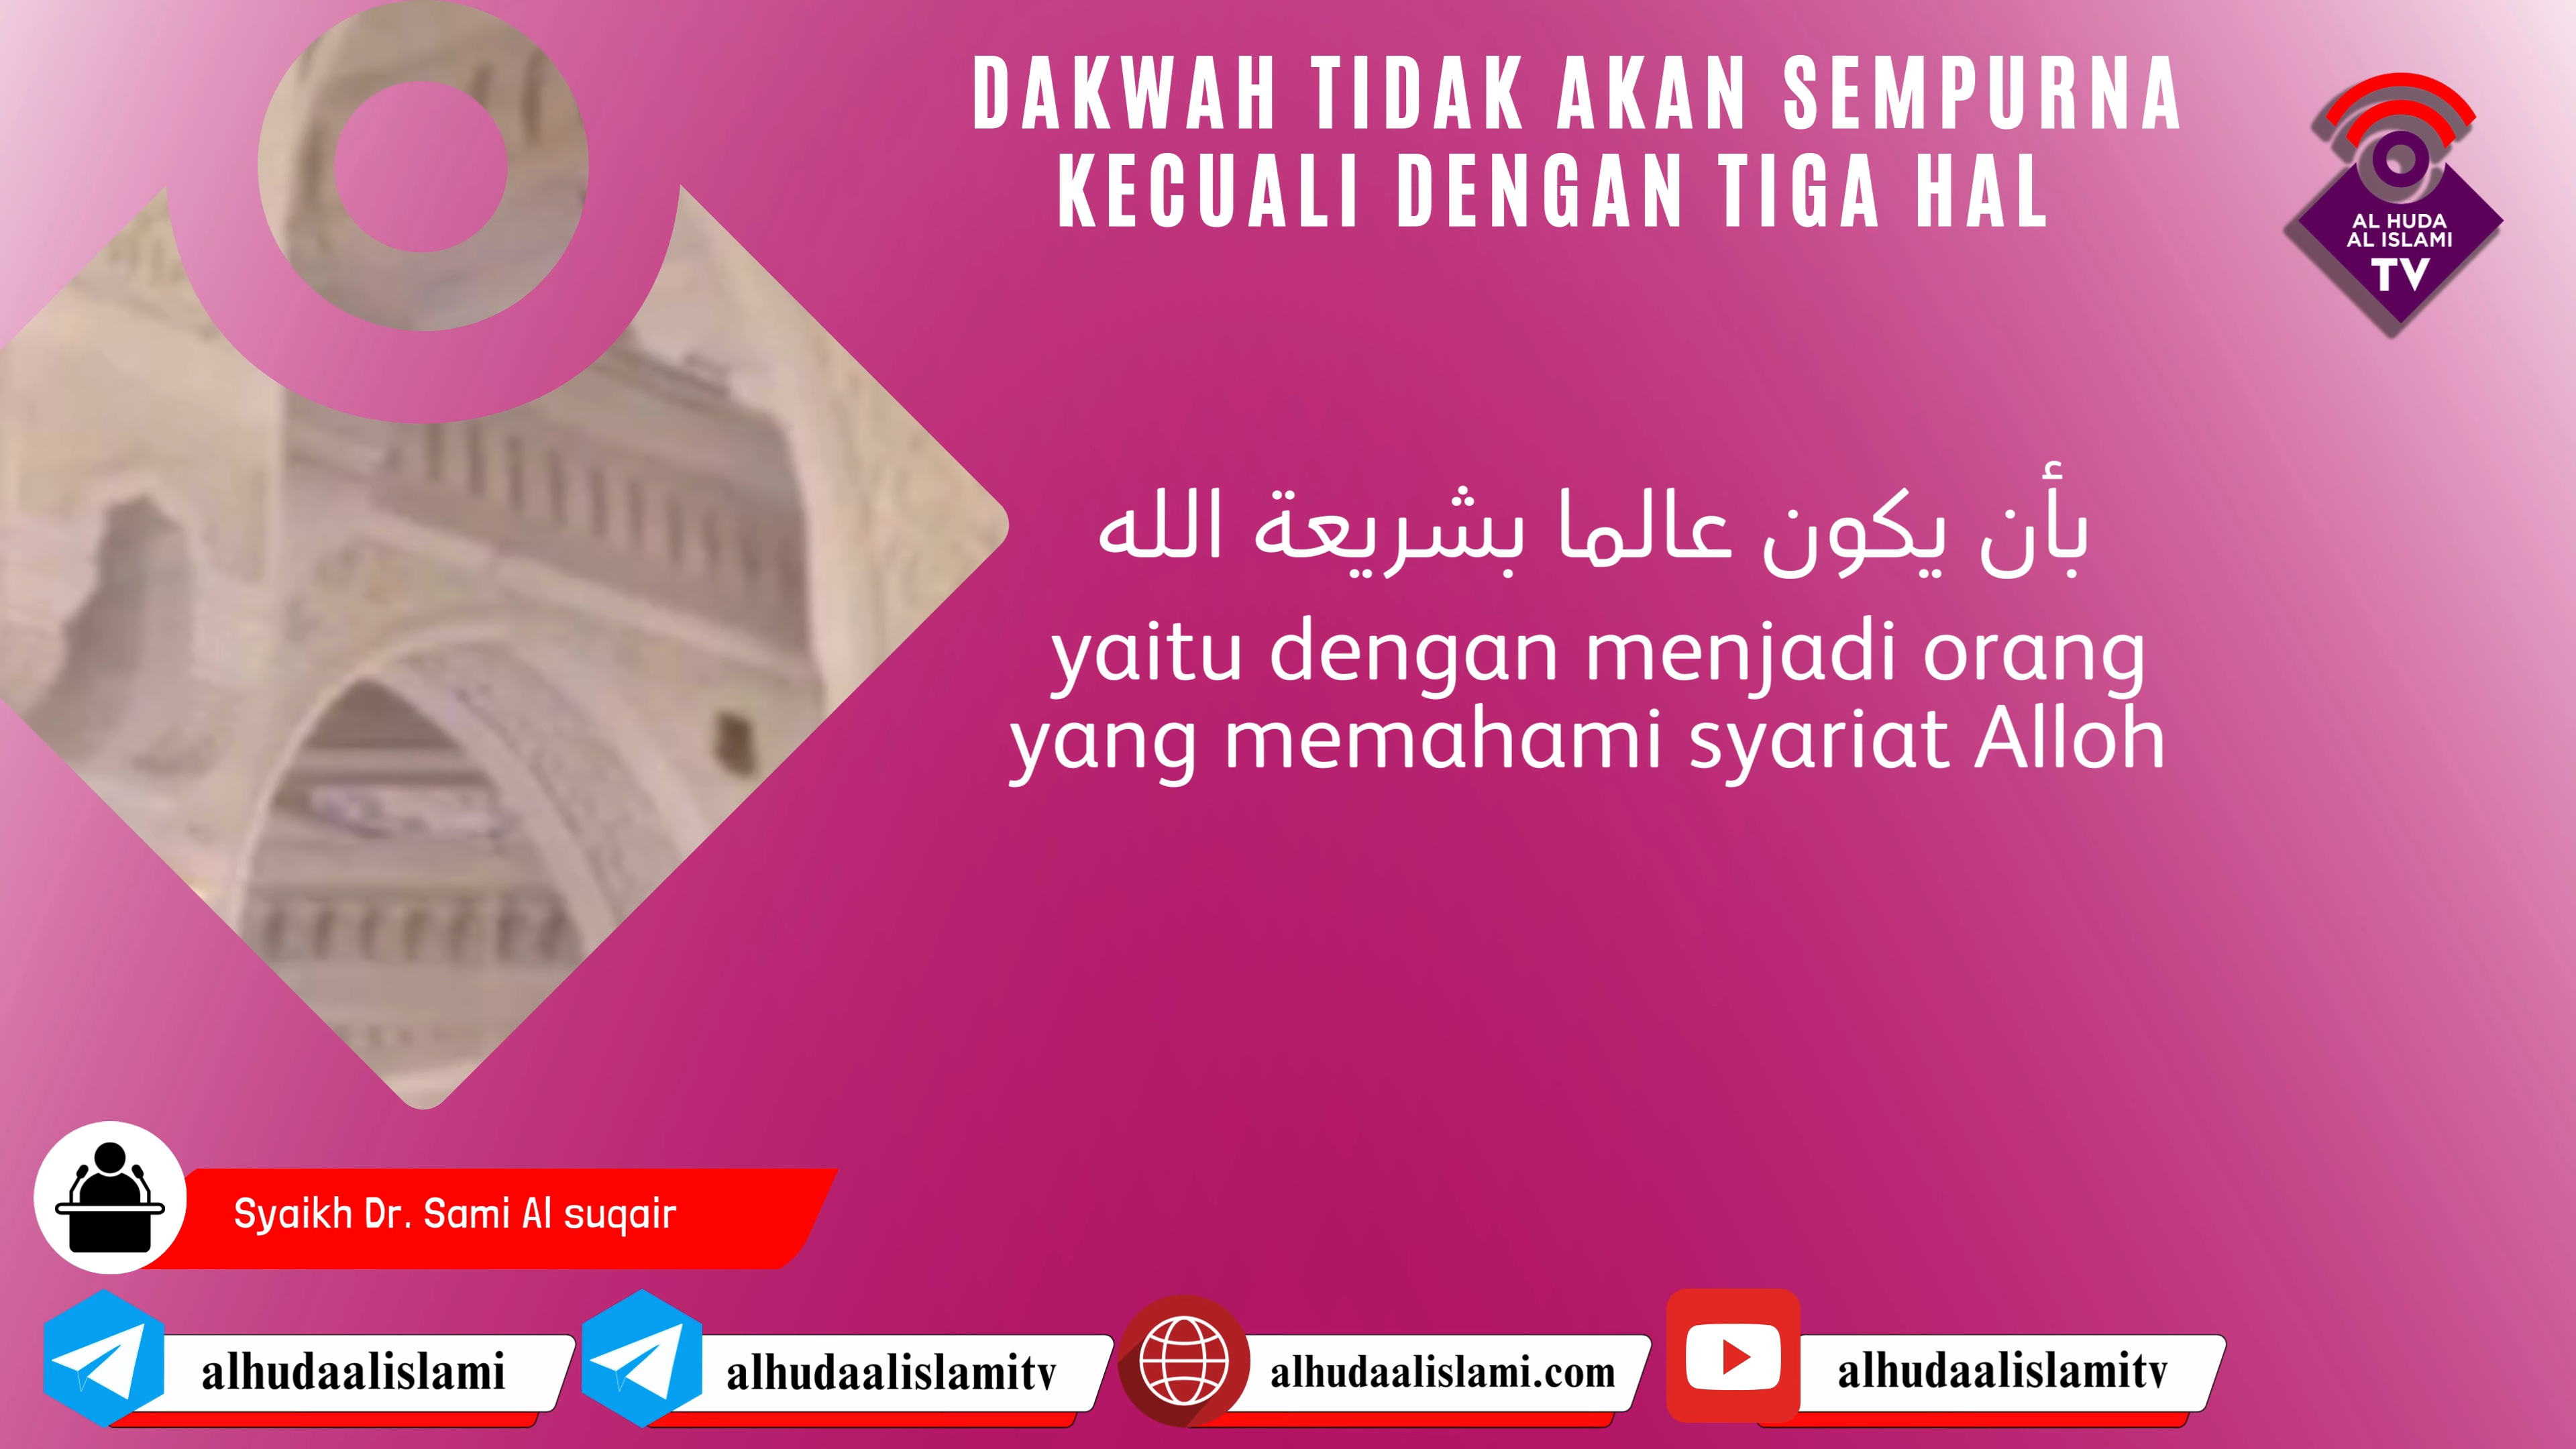 DAKWAH TIDAK AKAN SEMPURNA
KECUALI DENGAN TIGA HAL
AL HUDA
AL ISLAMI
TV
بأن يكون عالما بشريعة الله
yaitu dengan menjadi orang
yang memahami syariat Alloh
Syaikh Dr. Sami Al suqair
alhudaalislami
alhudaalislamitv
alhudaalislami.com
alhudaalislamitv